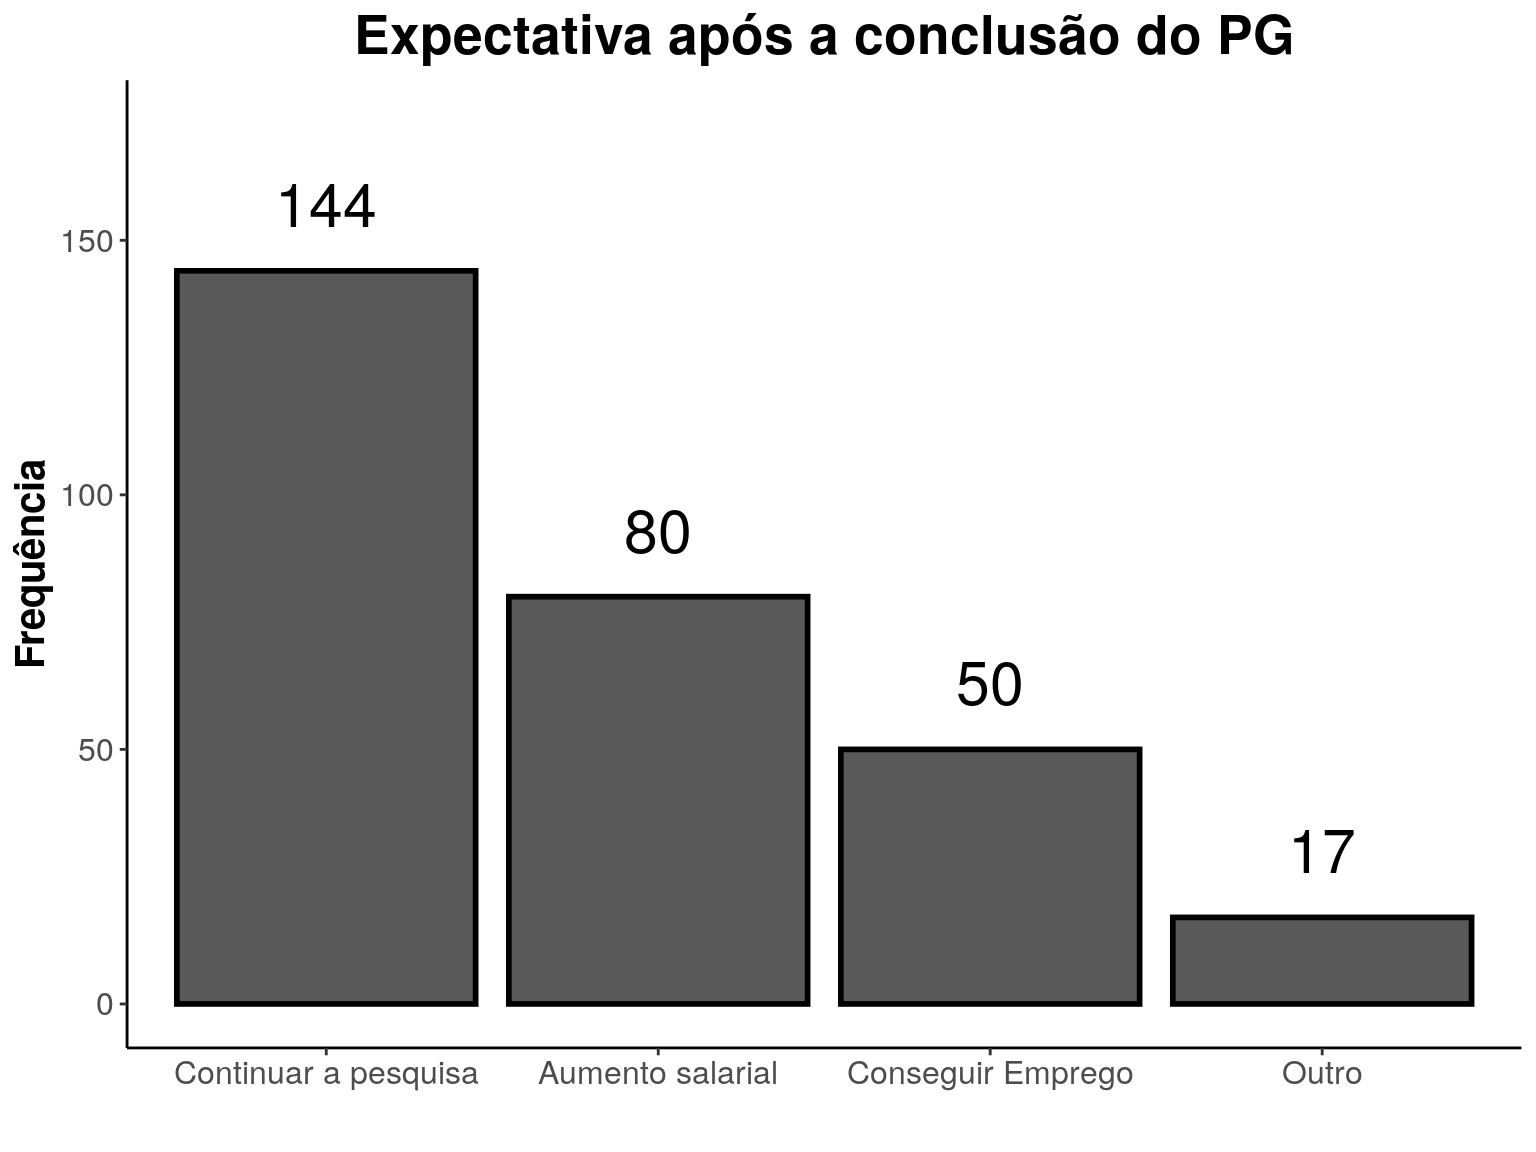 Expectativa após a conclusão do PG
Frequência
150
100
50
0
144
80
50
17
Continuar a pesquisa
Aumento salarial
Conseguir Emprego
Outro